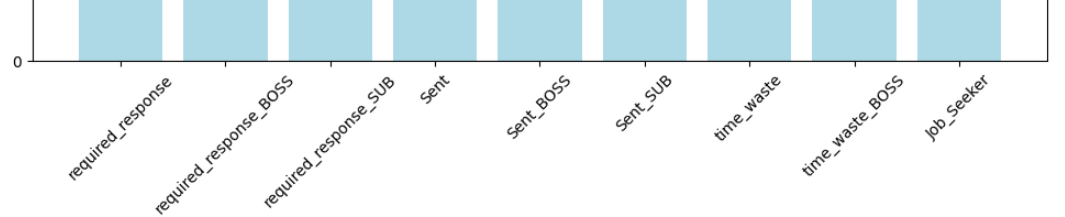 0
required_response
required_response_BOSS
required_response_SUB
Sent
Sent_BOSS
Sent_SUB
time_waste
time_waste_BOSS
Job_Seeker